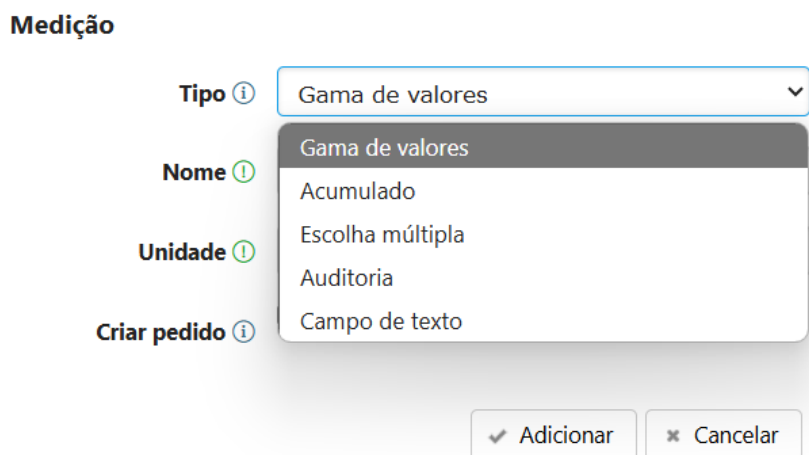 Medição
Tipo
Gama de valores
Gama de valores
Nome
Acumulado
Escolha múltipla
Unidade
Auditoria
Campo de texto
Criar pedido
Adicionar
Cancelar